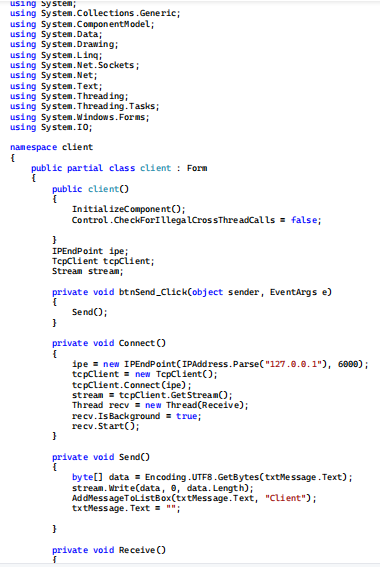 using System;
using System.Collections.Generic;
using System.ComponentModel;
using System.Data;
using System.Drawing;
using System.Linq;
using System.Net.Sockets;
using System.Net;
using System.Text;
using System.Threading;
using System.Threading.Tasks;
using System.Windows.Forms;
using System.IO;

namespace client
{
    public partial class client : Form
    {
        public client()
        {
            InitializeComponent();
            Control.CheckForIllegalCrossThreadCalls = false;

        }
        IPEndPoint ipe;
        TcpClient tcpClient;
        Stream stream;

        private void btnSend_Click(object sender, EventArgs e)
        {
            Send();
        }

        private void Connect()
        {
            ipe = new IPEndPoint(IPAddress.Parse("127.0.0.1"), 6000);
            tcpClient = new TcpClient();
            tcpClient.Connect(ipe);
            stream = tcpClient.GetStream();
            Thread recv = new Thread(Receive);
            recv.IsBackground = true;
            recv.Start();
        }

        private void Send()
        {
            byte[] data = Encoding.UTF8.GetBytes(txtMessage.Text);
            stream.Write(data, 0, data.Length);
            AddMessageToListBox(txtMessage.Text, "Client");
            txtMessage.Text = "";

        }

        private void Receive()
        {